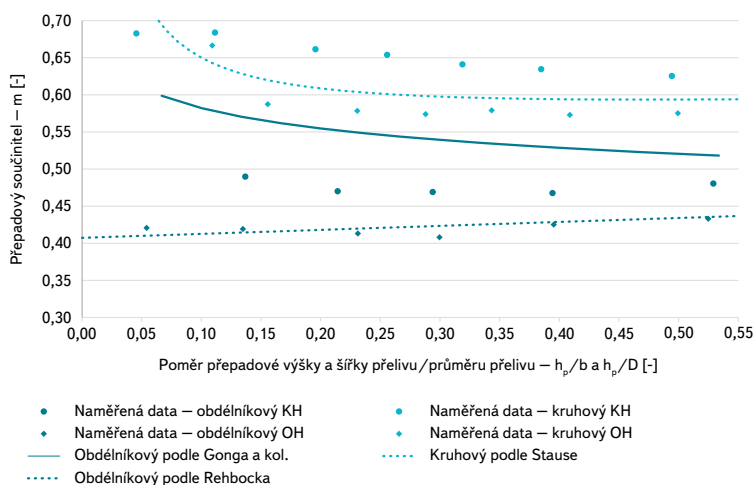 0,70
0,65
0,60
0,55
0,50
0,45
0,40
0,35
0,30
Přepadový součinitel – m [-]
0,00 0,05 0,10 0,15 0,20 0,25 0,30 0,35 0,40 0,45 0,50 0,55
Poměr přepadové výšky a šířky přelivu/průměru přelivu – hp/b a hp/D [-]
Naměřená data – obdélníkový KH
Naměřená data – kruhový KH
Naměřená data – obdélníkový OH
Naměřená data – kruhový OH
Obdélníkový podle Gonga a kol.
Kruhový podle Stause
Obdélníkový podle Rehbocka